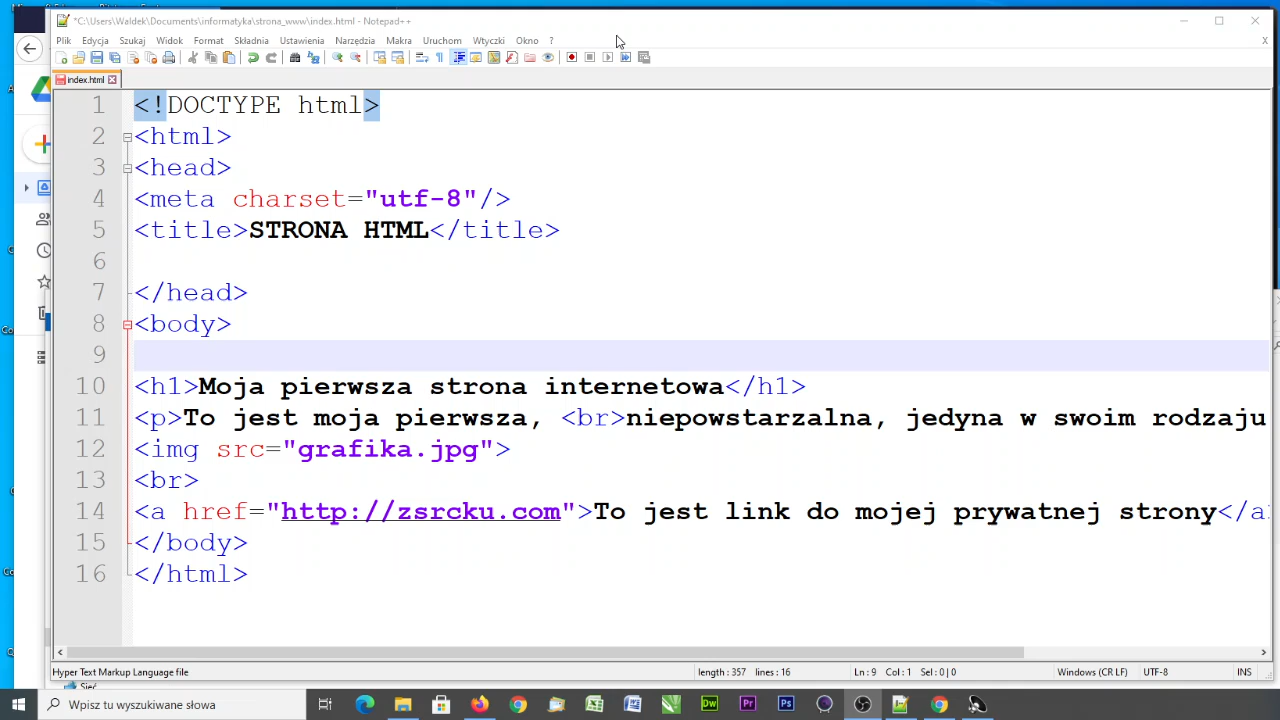 *C:\Users\Waldek\Documents\informatyka\strona_www\index.html - Notepad++
Plik Edycja Szukaj Widok Format Składnia Ustawienia Narzędzia Makra Uruchom Wtyczki Okno ? X
index.html
1 <!DOCTYPE html>
2 <html>
3 <head>
4 <meta charset="utf-8"/>
5 <title>STRONA HTML</title>
6
7 </head>
8 <body>
9
10 <h1>Moja pierwsza strona internetowa</h1>
11 <p>To jest moja pierwsza, <br>niepowstarzalna, jedyna w swoim rodzaju
12 <img src="grafika.jpg">
13 <br>
14 <a href="http://zsrcku.com">To jest link do mojej prywatnej strony</a
15 </body>
16 </html>
Hyper Text Markup Language file length : 357 lines : 16 Ln : 9 Col : 1 Sel : 0 | 0 Windows (CR LF) UTF-8 INS
Sieć
Wpisz tu wyszukiwane słowa Dw Pr Ps